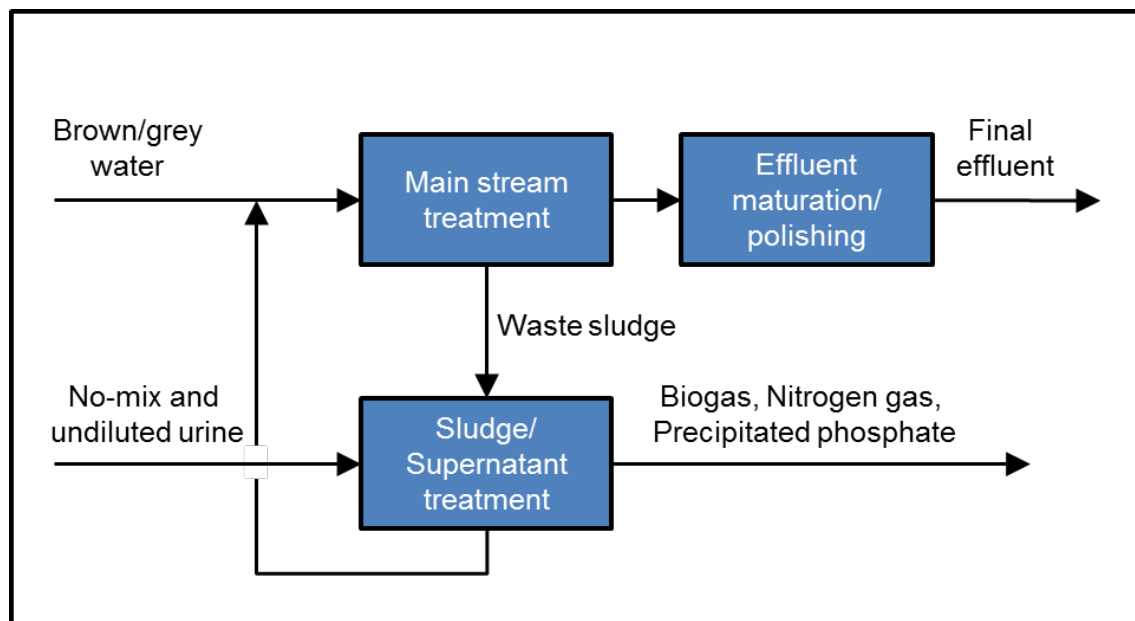 Brown/grey
water
Main stream
treatment
Effluent
maturation/
polishing
Final
effluent
Waste sludge
No-mix and
undiluted urine
Sludge/
Supernatant
treatment
Biogas, Nitrogen gas,
Precipitated phosphate